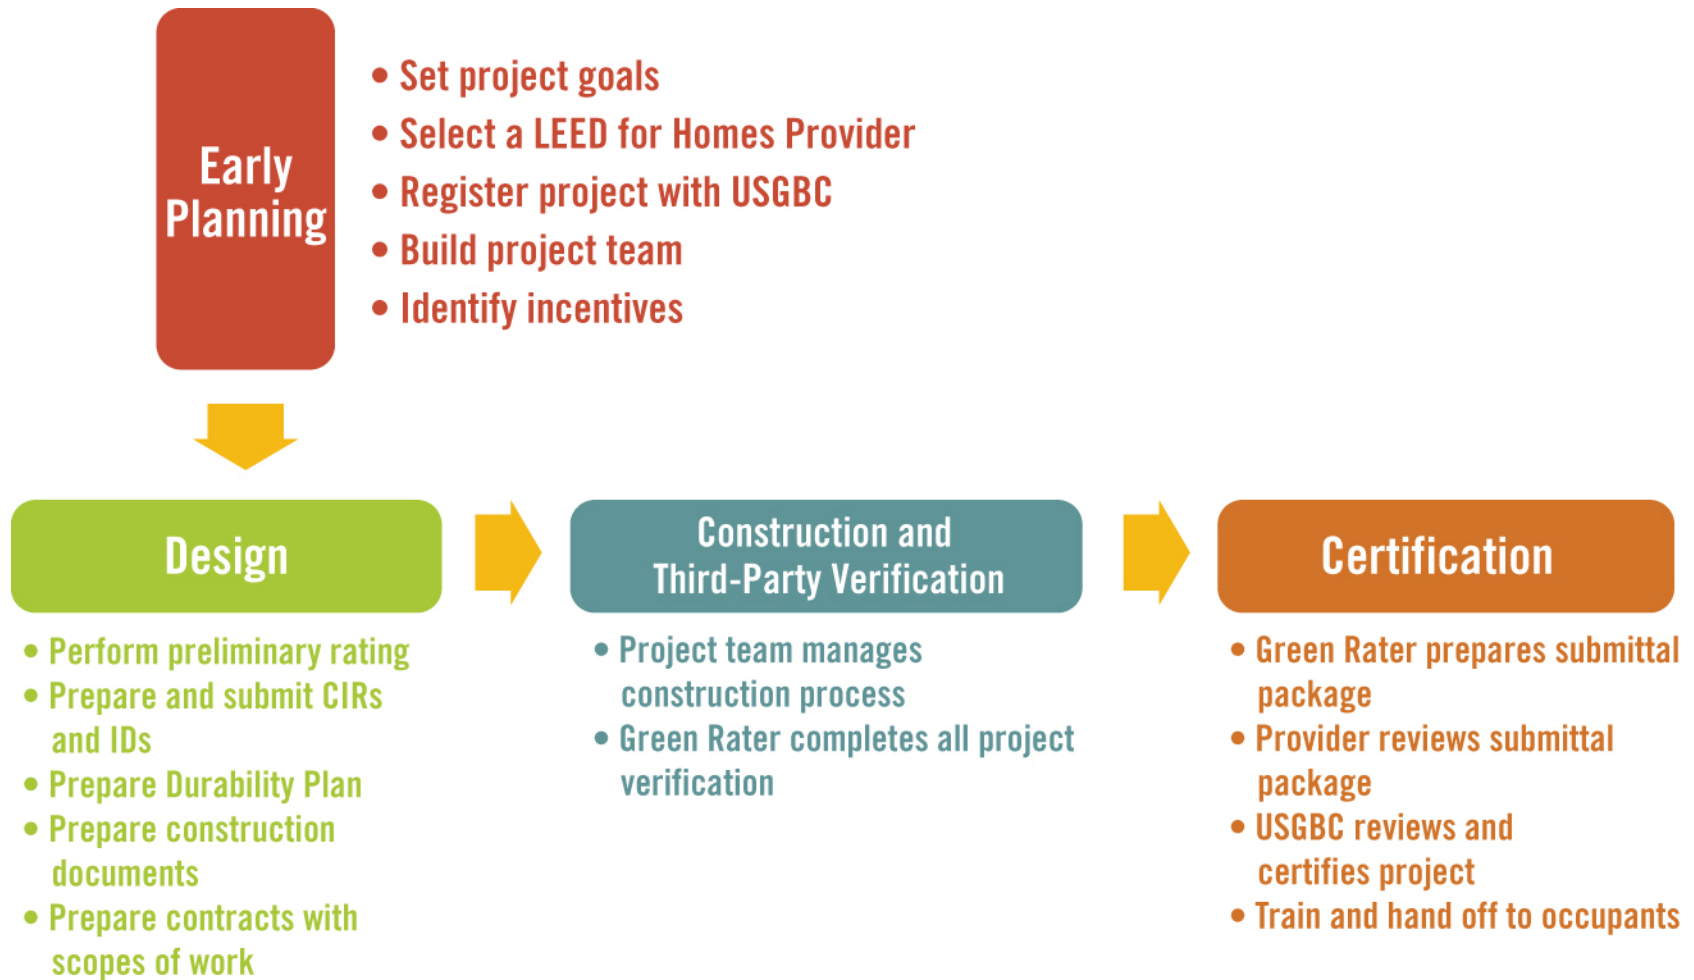 Early
Planning
• Set project goals
• Select a LEED for Homes Provider
• Register project with USGBC
• Build project team
• Identify incentives
Design
• Perform preliminary rating
• Prepare and submit CIRs
and IDs
• Prepare Durability Plan
• Prepare construction
documents
• Prepare contracts with
scopes of work
Construction and
Third-Party Verification
• Project team manages
construction process
• Green Rater completes all project
verification
Certification
• Green Rater prepares submittal
package
• Provider reviews submittal
package
• USGBC reviews and
certifies project
• Train and hand off to occupants